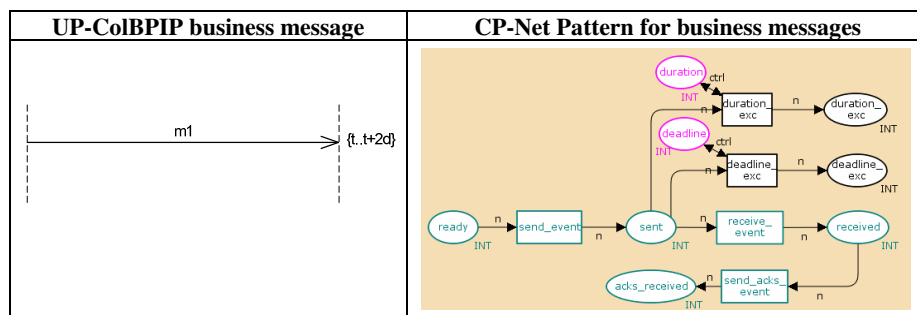 UP-ColBPIP business message
CP-Net Pattern for business messages
m1
{t..t+2d}
duration
INT
ctrl
n
duration_
exc
n
duration_
exc
INT
deadline
INT
ctrl
n
deadline_
exc
n
deadline_
exc
INT
ready
INT
n
send_event
n
sent
INT
n
receive_
event
n
received
INT
acks_received
INT
n
send_acks_
event
n